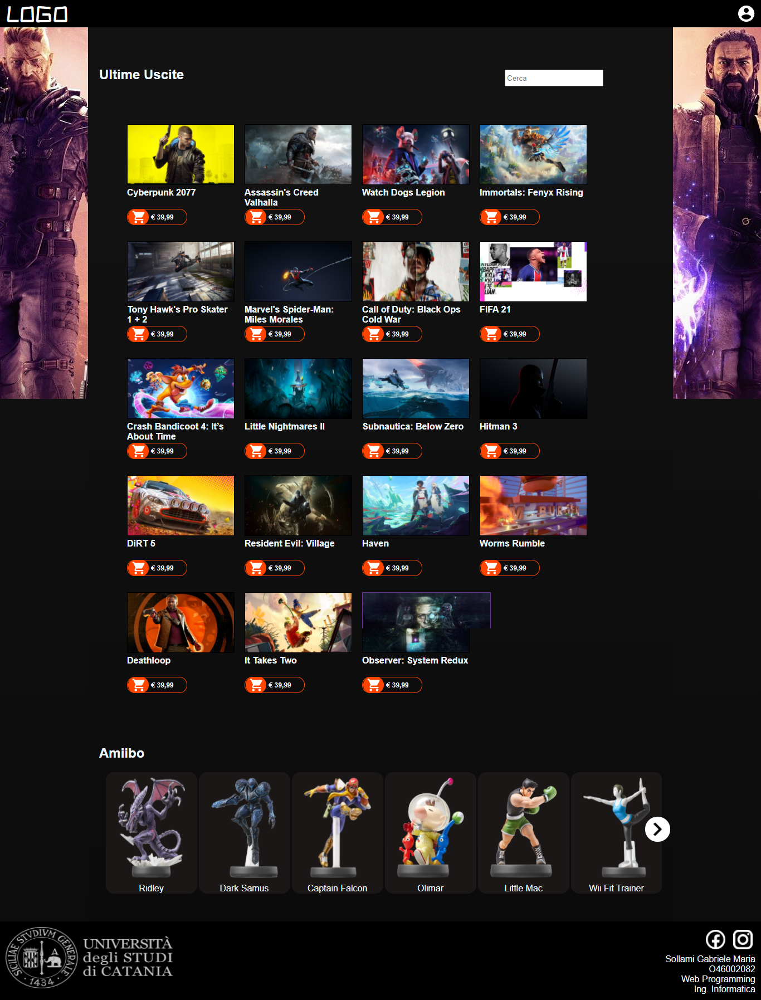 LOGO
Ultime Uscite
Cerca
Cyberpunk 2077
€ 39,99
Assassin's Creed
Valhalla
€ 39,99
Watch Dogs Legion
€ 39,99
Immortals: Fenyx Rising
€ 39,99
Tony Hawk's Pro Skater
1 + 2
€ 39,99
Marvel's Spider-Man:
Miles Morales
€ 39,99
Call of Duty: Black Ops
Cold War
€ 39,99
FIFA 21
€ 39,99
Crash Bandicoot 4: It’s
About Time
€ 39,99
Little Nightmares II
€ 39,99
Subnautica: Below Zero
€ 39,99
Hitman 3
€ 39,99
DiRT 5
€ 39,99
Resident Evil: Village
€ 39,99
Haven
€ 39,99
Worms Rumble
€ 39,99
Deathloop
€ 39,99
It Takes Two
€ 39,99
Observer: System Redux
€ 39,99
Amiibo
Ridley
Dark Samus
Captain Falcon
Olimar
Little Mac
Wii Fit Trainer
SICILIAE STVDIVM GENERALE
1434
UNIVERSITÀ
degli STUDI
di CATANIA
Sollami Gabriele Maria
O46002082
Web Programming
Ing. Informatica